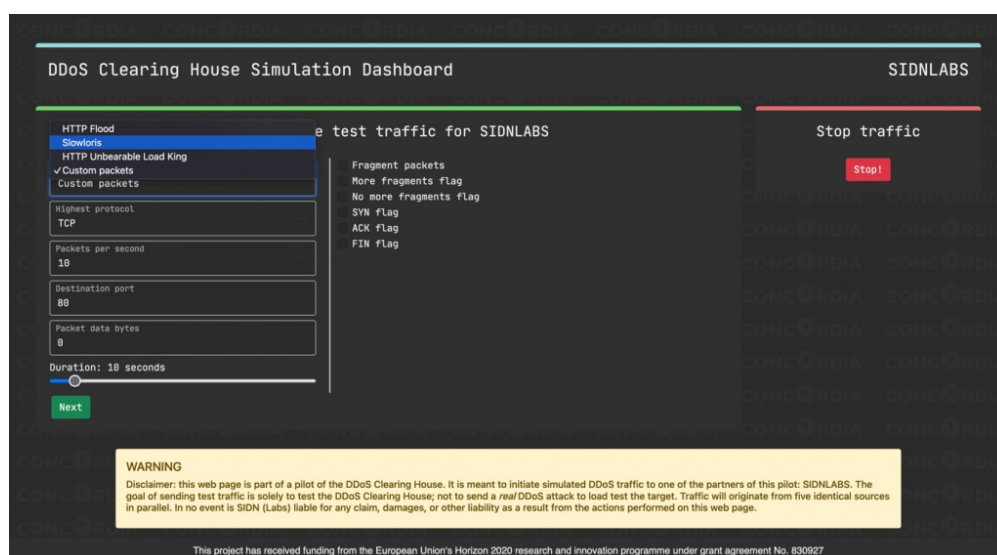 DDoS Clearing House Simulation Dashboard
SIDNLABS
e test traffic for SIDNLABS
HTTP Flood
Slowloris
HTTP Unbearable Load King
✓ Custom packets
Custom packets
Highest protocol
TCP
Packets per second
10
Destination port
80
Packet data bytes
0
Duration: 10 seconds
Next
Fragment packets
More fragments flag
No more fragments flag
SYN flag
ACK flag
FIN flag
Stop traffic
Stop!
WARNING
Disclaimer: this web page is part of a pilot of the DDoS Clearing House. It is meant to initiate simulated DDoS traffic to one of the partners of this pilot: SIDNLABS. The
goal of sending test traffic is solely to test the DDoS Clearing House; not to send a real DDoS attack to load test the target. Traffic will originate from five identical sources
in parallel. In no event is SIDN (Labs) liable for any claim, damages, or other liability as a result from the actions performed on this web page.
This project has received funding from the European Union's Horizon 2020 research and innovation programme under grant agreement No. 830927
CONCORDIA